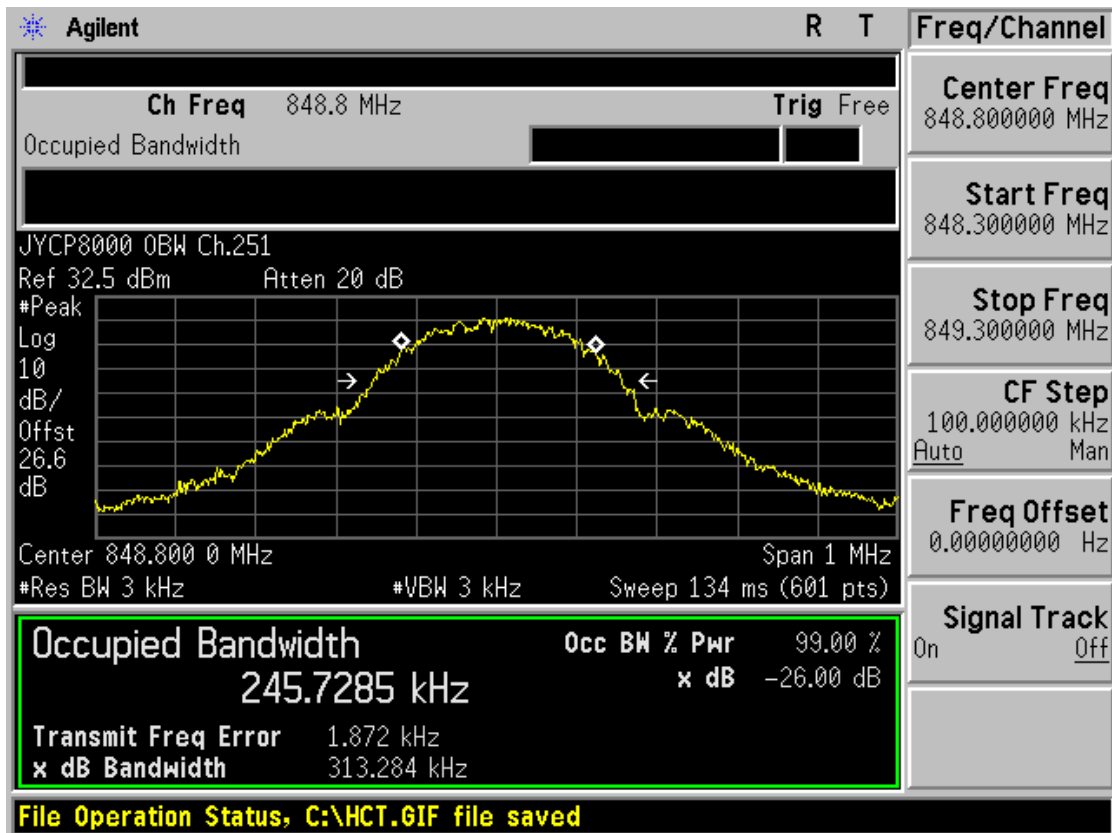 Agilent R T Freq/Channel
Ch Freq 848.8 MHz Trig Free
Occupied Bandwidth
Center Freq
848.800000 MHz
Start Freq
848.300000 MHz
Stop Freq
849.300000 MHz
CF Step
100.000000 kHz
Auto Man
Freq Offset
0.00000000 Hz
Signal Track
On Off
JYCP8000 OBW Ch.251
Ref 32.5 dBm Atten 20 dB
#Peak
Log
10
dB/
Offst
26.6
dB
Center 848.800 0 MHz Span 1 MHz
#Res BW 3 kHz #VBW 3 kHz Sweep 134 ms (601 pts)
Occupied Bandwidth Occ BW % Pwr 99.00 %
245.7285 kHz x dB -26.00 dB
Transmit Freq Error 1.872 kHz
x dB Bandwidth 313.284 kHz
File Operation Status, C:\HCT.GIF file saved